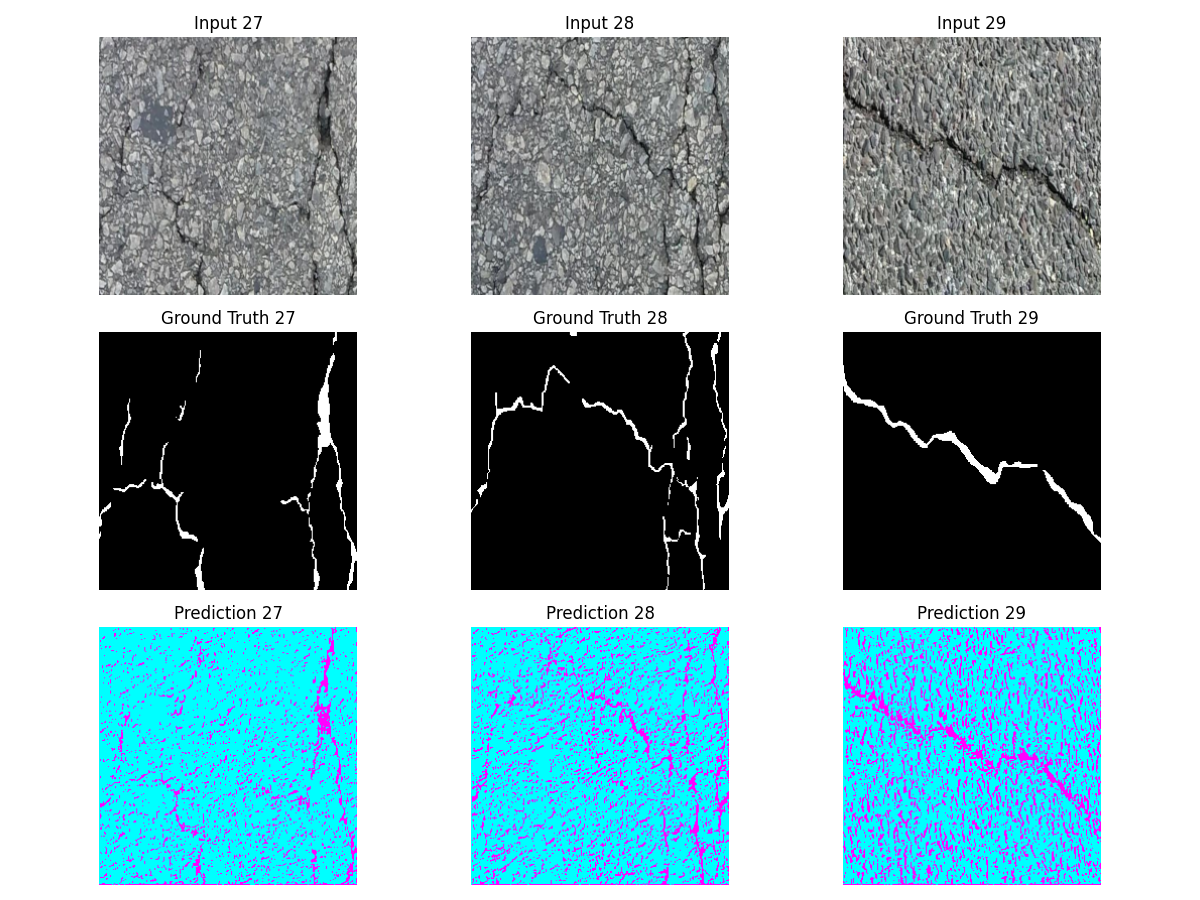 Input 27
Input 28
Input 29
Ground Truth 27
Ground Truth 28
Ground Truth 29
Prediction 27
Prediction 28
Prediction 29